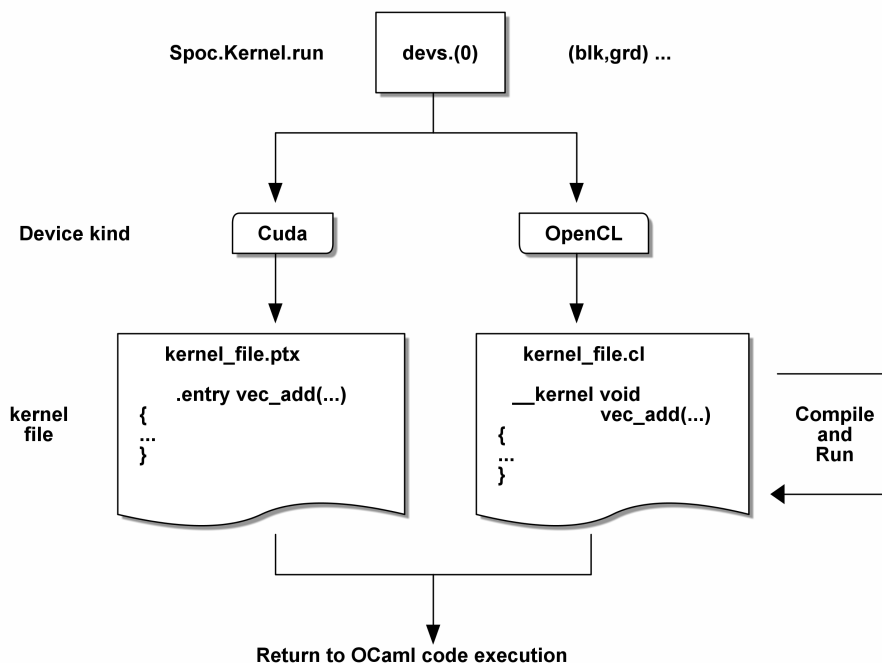 Spoc.Kernel.run devs.(0) (blk,grd) ...
Device kind Cuda OpenCL
kernel_file.ptx
.entry vec_add(...)
{
...
}
kernel_file.cl
__kernel void
vec_add(...)
{
...
}
kernel
file
Compile
and
Run
Return to OCaml code execution